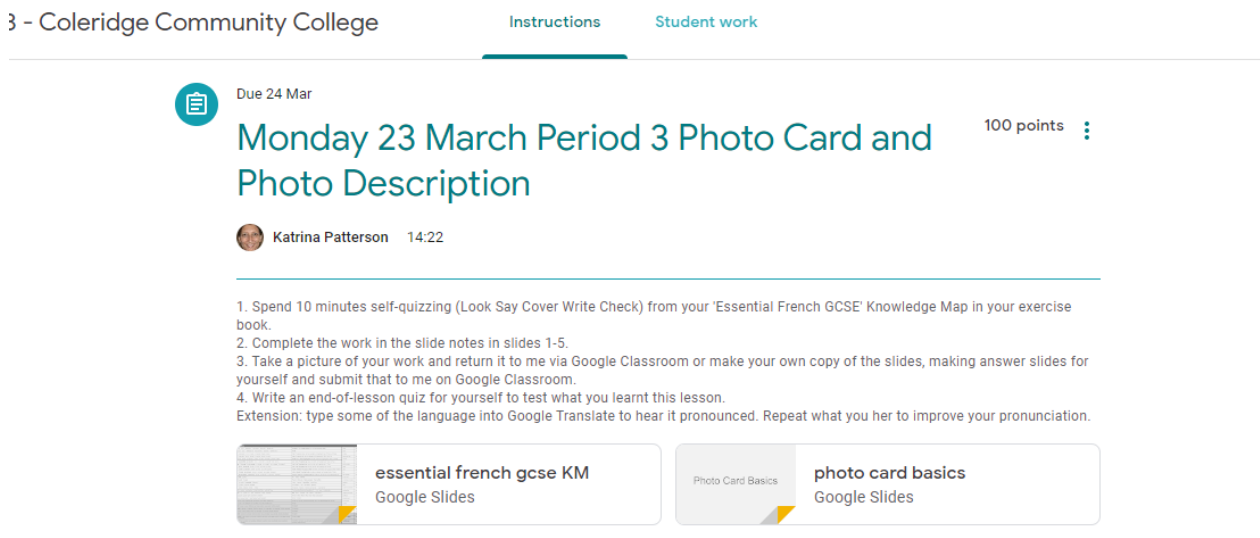 - Coleridge Community College
Instructions
Student work
Due 24 Mar
Monday 23 March Period 3 Photo Card and
Photo Description
100 points
Katrina Patterson 14:22
1. Spend 10 minutes self-quizzing (Look Say Cover Write Check) from your 'Essential French GCSE' Knowledge Map in your exercise
book.
2. Complete the work in the slide notes in slides 1-5.
3. Take a picture of your work and return it to me via Google Classroom or make your own copy of the slides, making answer slides for
yourself and submit that to me on Google Classroom.
4. Write an end-of-lesson quiz for yourself to test what you learnt this lesson.
Extension: type some of the language into Google Translate to hear it pronounced. Repeat what you her to improve your pronunciation.
essential french gcse KM
Google Slides
Photo Card Basics
photo card basics
Google Slides